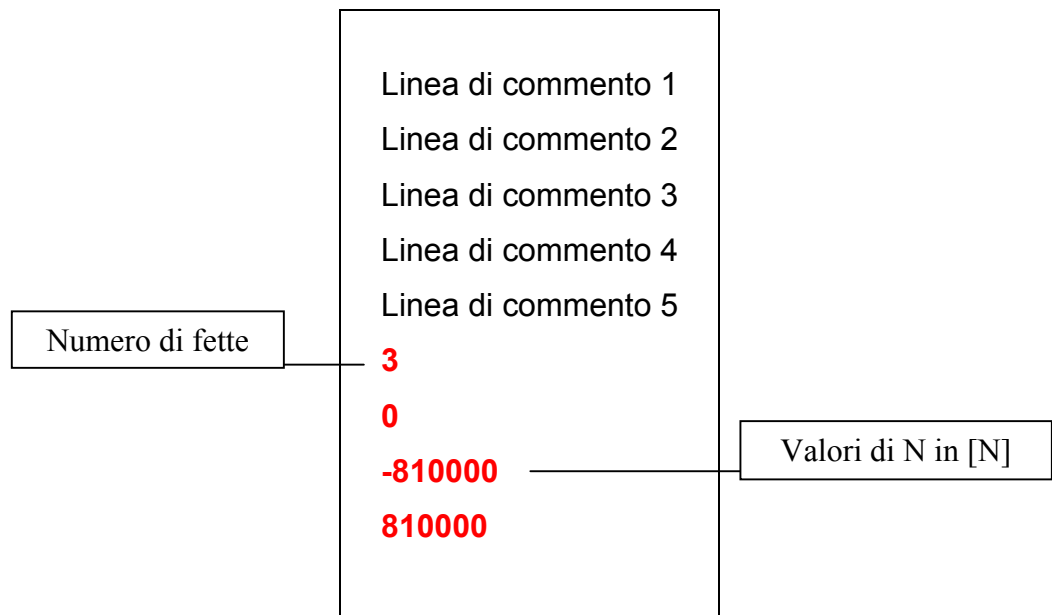 Linea di commento 1
Linea di commento 2
Linea di commento 3
Linea di commento 4
Linea di commento 5
Numero di fette
3
0
-810000
Valori di N in [N]
810000